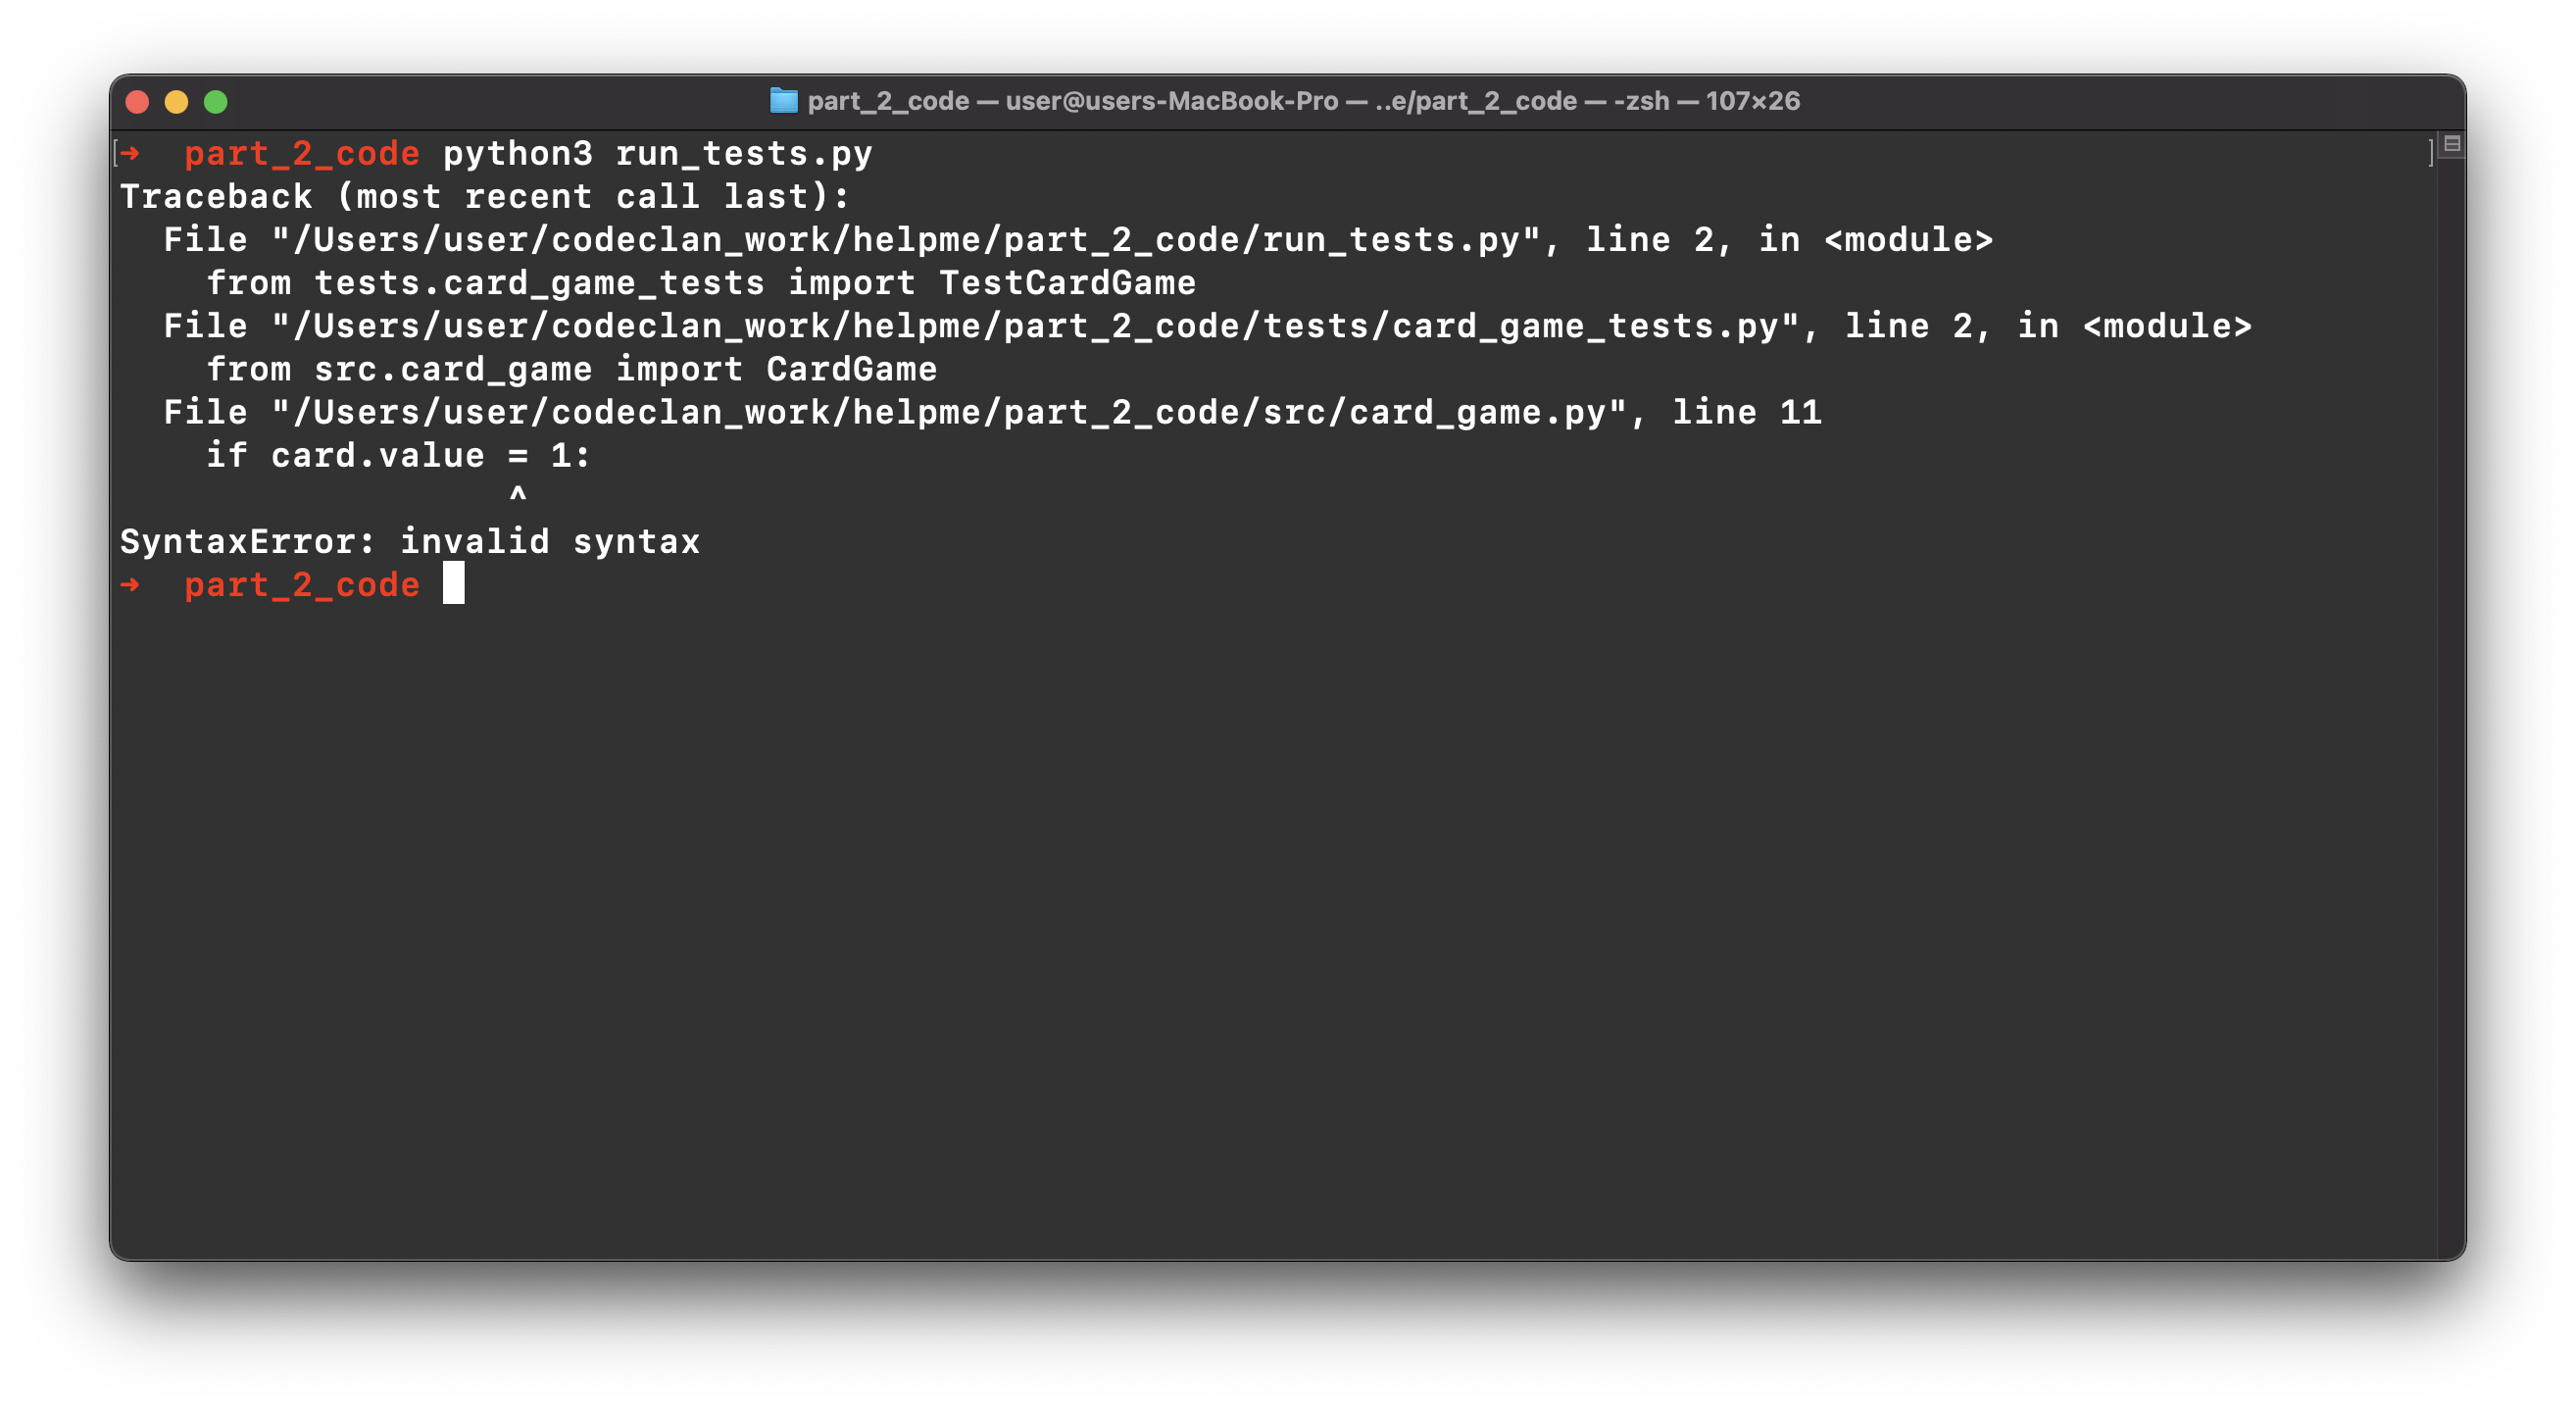 part_2_code — user@users-MacBook-Pro — ..e/part_2_code — -zsh — 107×26
[➜  part_2_code python3 run_tests.py ]
Traceback (most recent call last):
  File "/Users/user/codeclan_work/helpme/part_2_code/run_tests.py", line 2, in <module>
    from tests.card_game_tests import TestCardGame
  File "/Users/user/codeclan_work/helpme/part_2_code/tests/card_game_tests.py", line 2, in <module>
    from src.card_game import CardGame
  File "/Users/user/codeclan_work/helpme/part_2_code/src/card_game.py", line 11
    if card.value = 1:
                  ^
SyntaxError: invalid syntax
➜  part_2_code